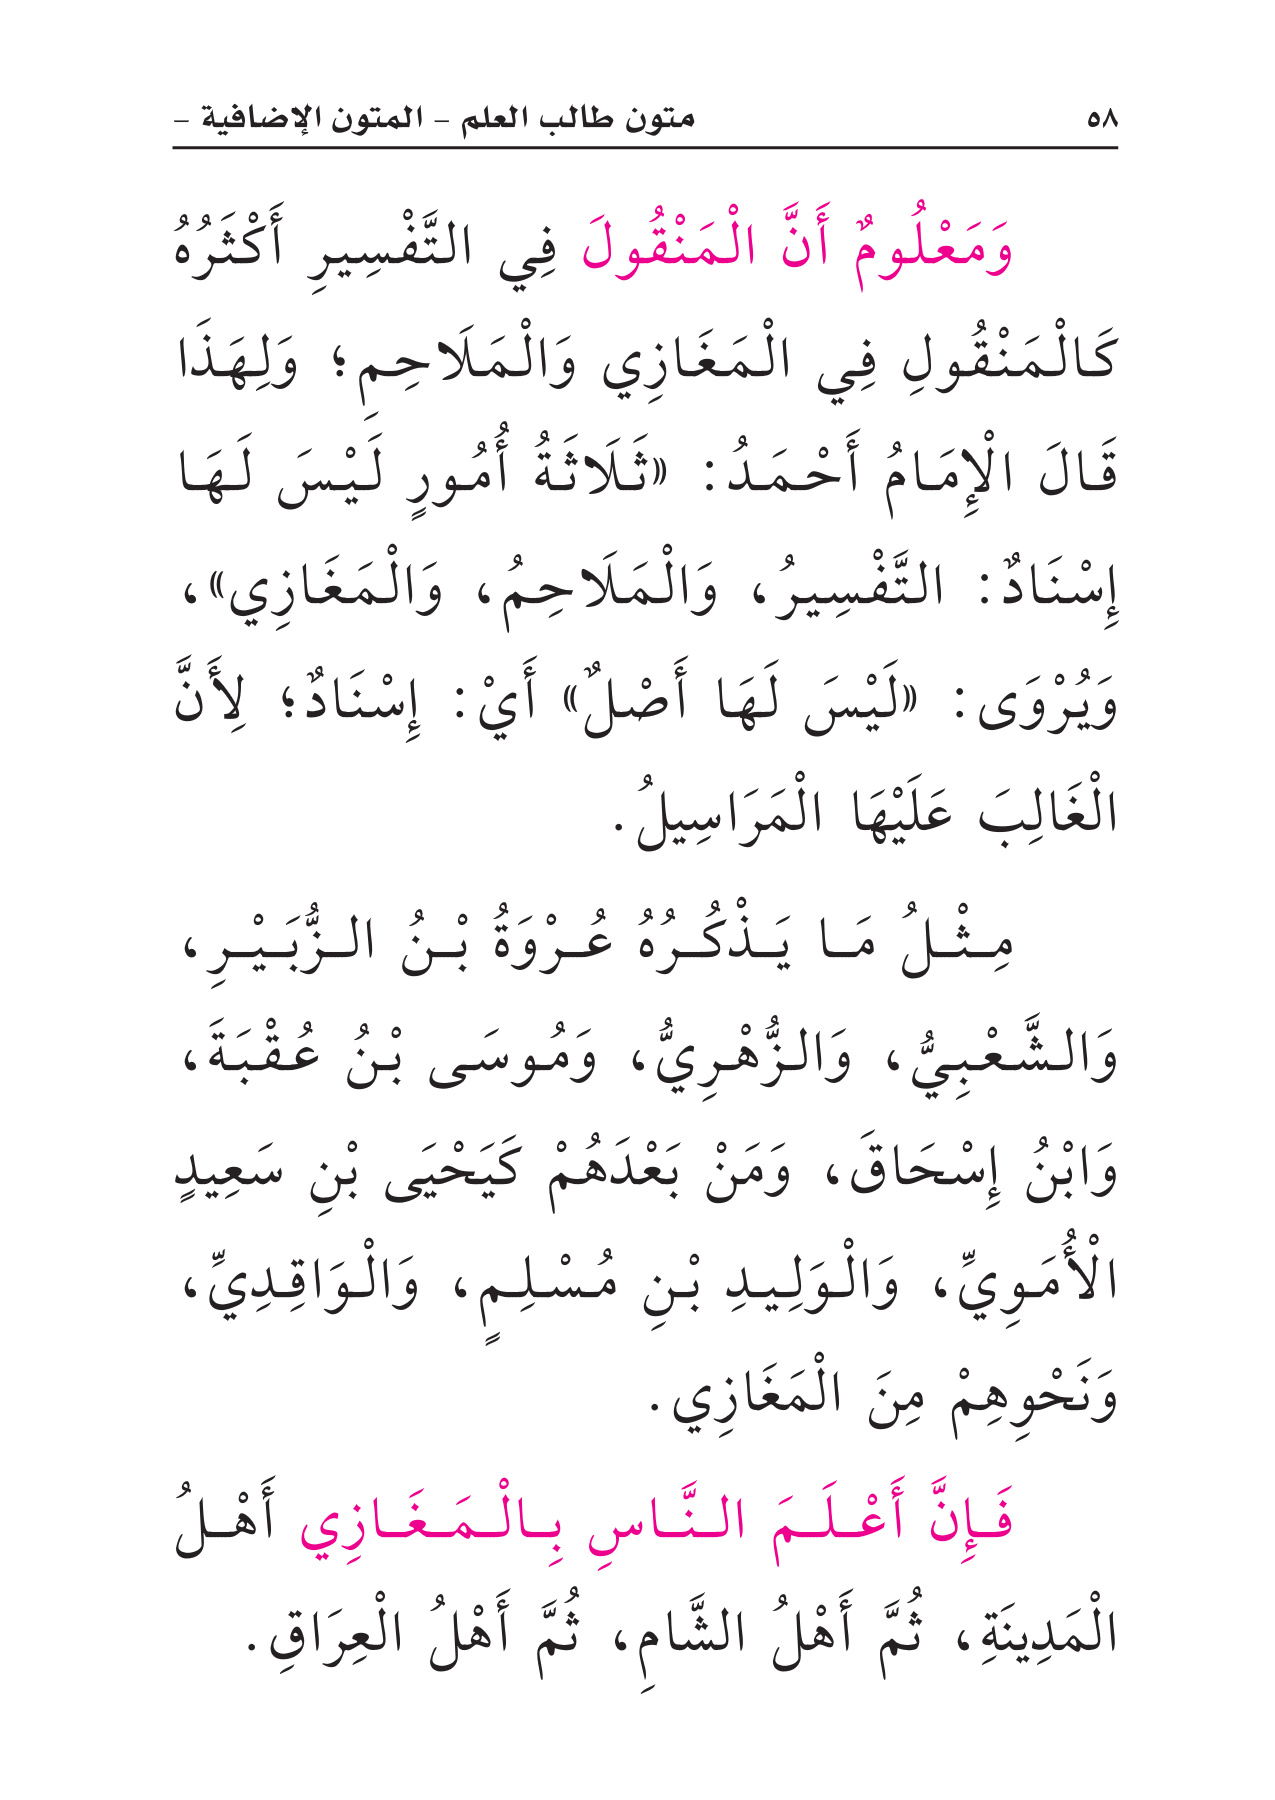 ٥٨ متون طالب العلم – المتون الإضافية –
وَمَعْلُومٌ أَنَّ الْمَنْقُولَ فِي التَّفْسِيرِ أَكْثَرُهُ
كَالْمَنْقُولِ فِي الْمَغَازِي وَالْمَلَاحِمِ؛ وَلِهَذَا
قَالَ الْإِمَامُ أَحْمَدُ: «ثَلَاثَةُ أُمُورٍ لَيْسَ لَهَا
إِسْنَادٌ: التَّفْسِيرُ، وَالْمَلَاحِمُ، وَالْمَغَازِي»،
وَيُرْوَى: «لَيْسَ لَهَا أَصْلٌ» أَيْ: إِسْنَادٌ؛ لِأَنَّ
الْغَالِبَ عَلَيْهَا الْمَرَاسِيلُ.
مِثْلُ مَا يَذْكُرُهُ عُرْوَةُ بْنُ الزُّبَيْرِ،
وَالشَّعْبِيُّ، وَالزُّهْرِيُّ، وَمُوسَى بْنُ عُقْبَةَ،
وَابْنُ إِسْحَاقَ، وَمَنْ بَعْدَهُمْ كَيَحْيَى بْنِ سَعِيدٍ
الْأُمَوِيِّ، وَالْوَلِيدِ بْنِ مُسْلِمٍ، وَالْوَاقِدِيِّ،
وَنَحْوِهِمْ مِنَ الْمَغَازِي.
فَإِنَّ أَعْلَمَ النَّاسِ بِالْمَغَازِي أَهْلُ
الْمَدِينَةِ، ثُمَّ أَهْلُ الشَّامِ، ثُمَّ أَهْلُ الْعِرَاقِ.